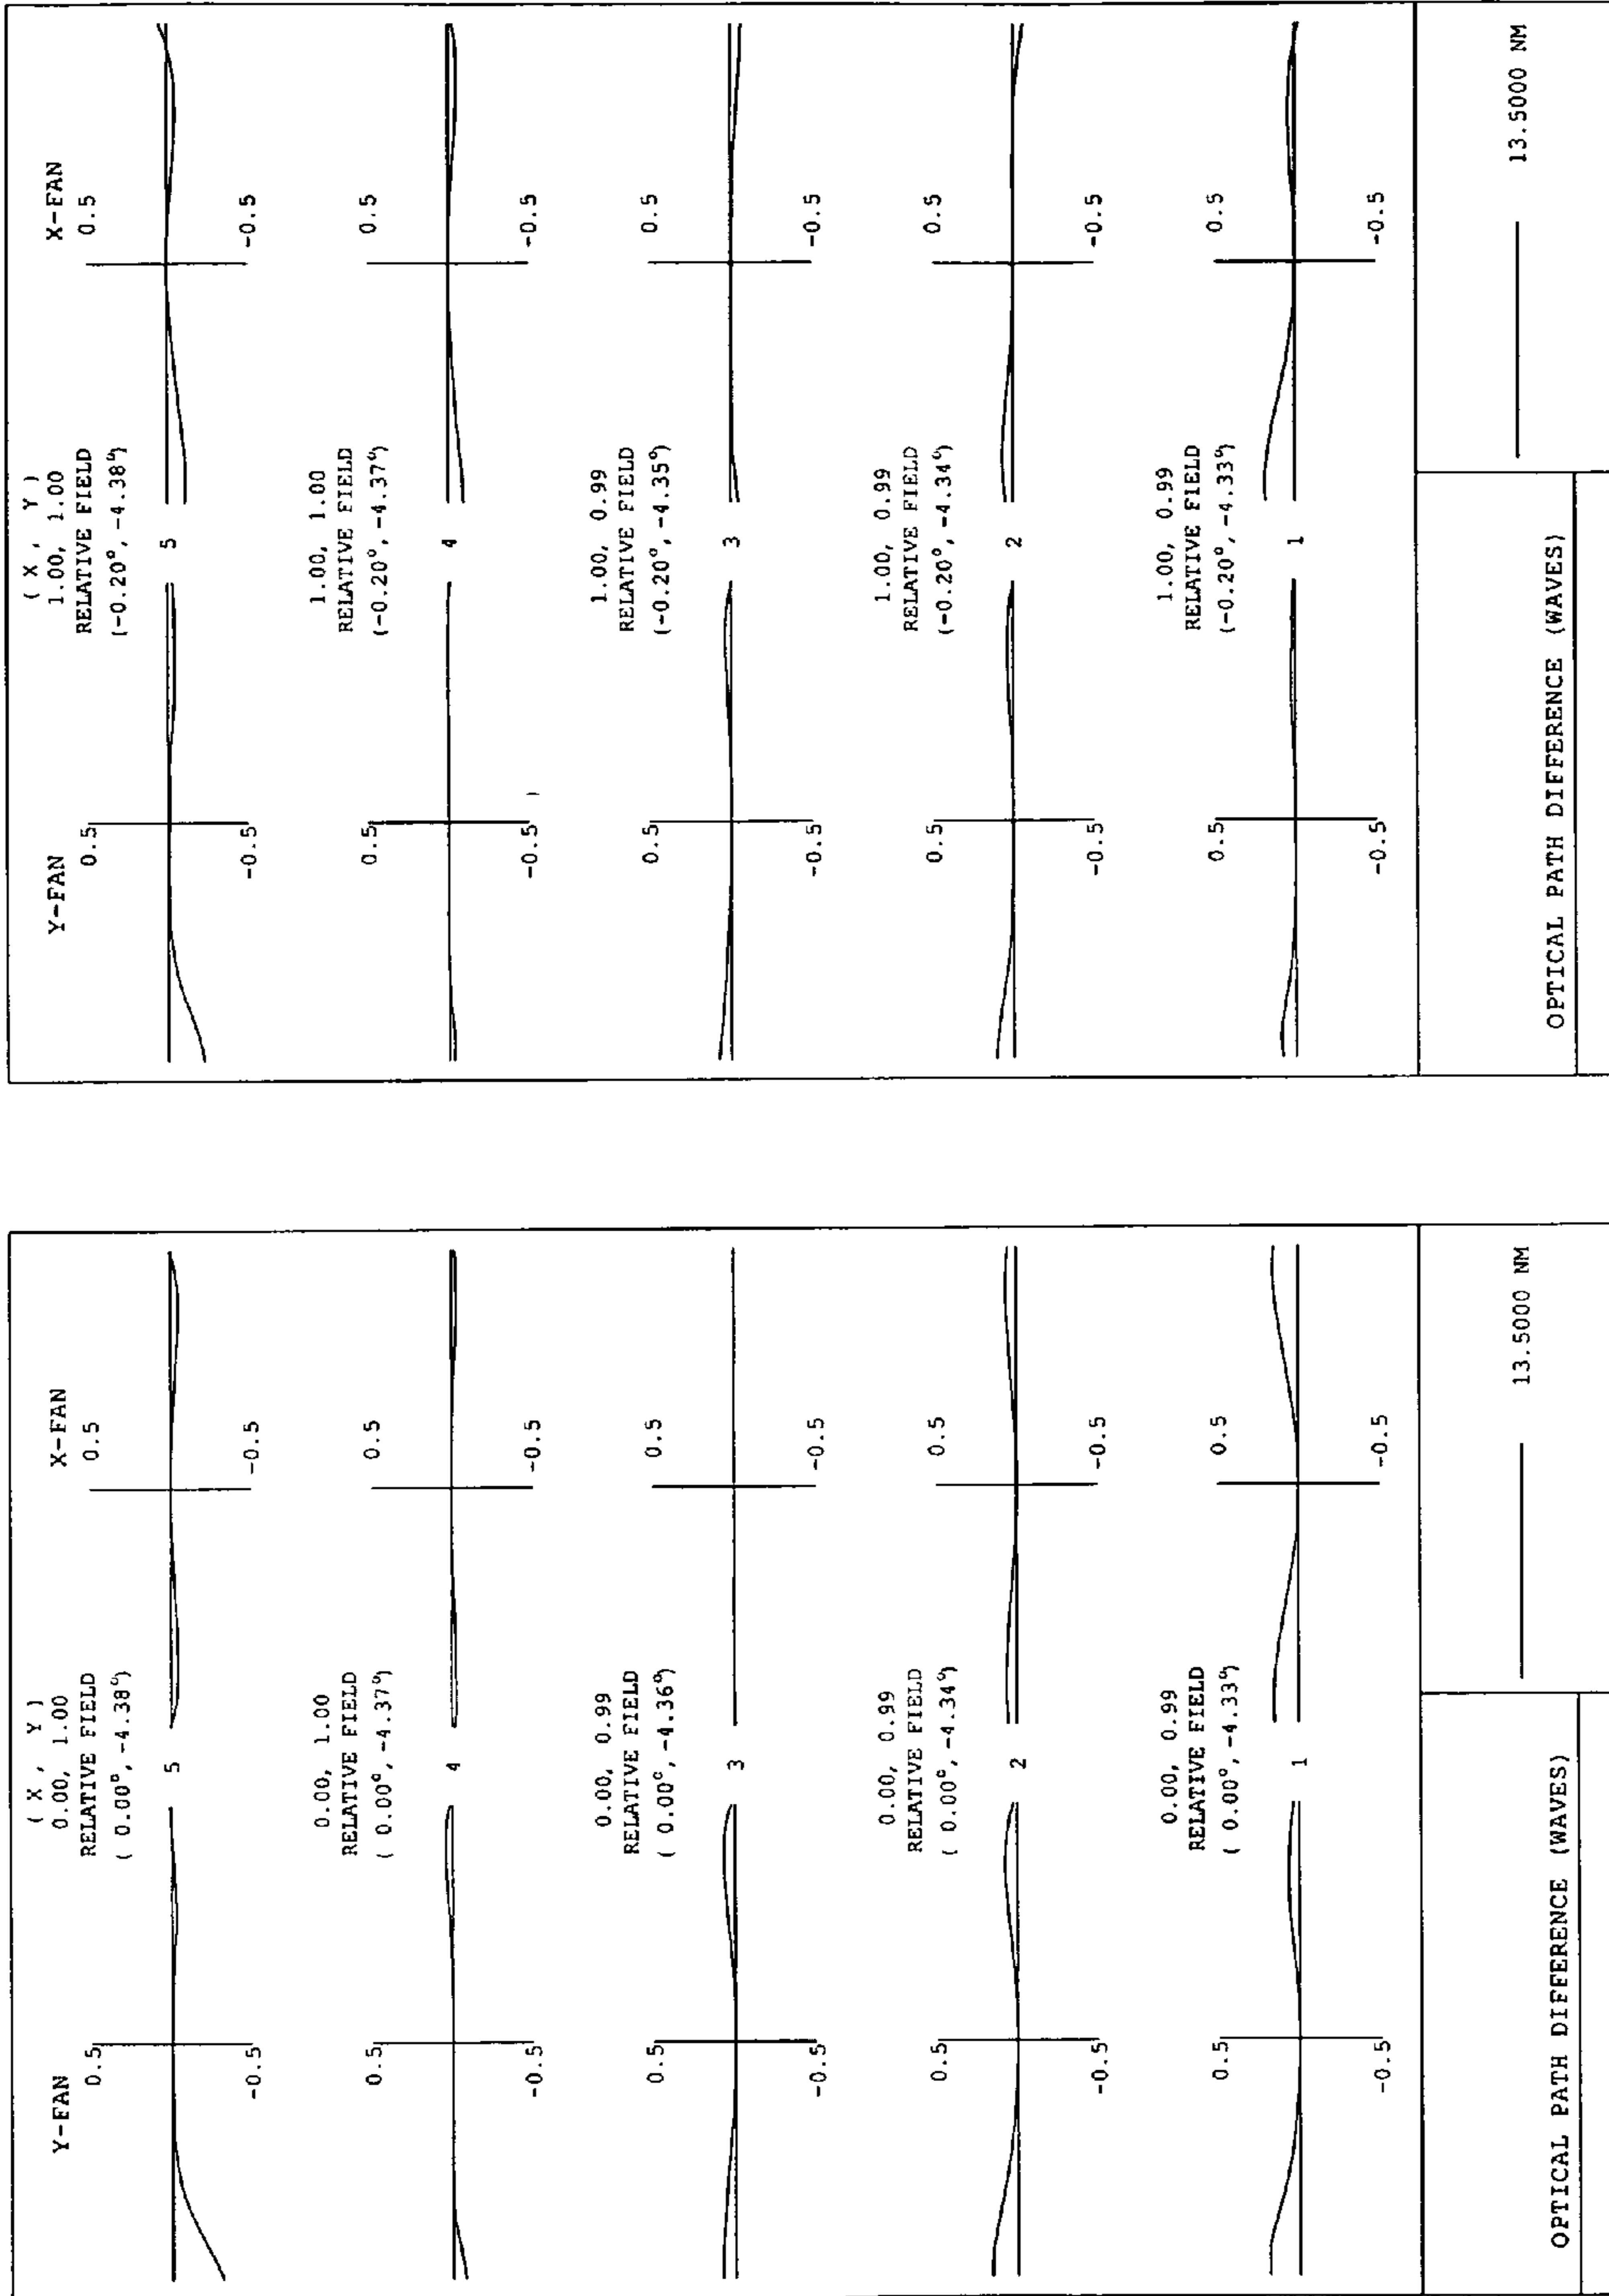 ( X , Y )
Y-FAN 0.00, 1.00 X-FAN
RELATIVE FIELD
0.5 0.5
( 0.00°, -4.38°)
5
-0.5 -0.5
0.00, 1.00
RELATIVE FIELD
0.5 0.5
( 0.00°, -4.37°)
4
-0.5 -0.5
0.00, 0.99
RELATIVE FIELD
0.5 0.5
( 0.00°, -4.36°)
3
-0.5 -0.5
0.00, 0.99
RELATIVE FIELD
0.5 0.5
( 0.00°, -4.34°)
2
-0.5 -0.5
0.00, 0.99
RELATIVE FIELD
0.5 0.5
( 0.00°, -4.33°)
1
-0.5 -0.5
13.5000 NM
OPTICAL PATH DIFFERENCE (WAVES)
( X , Y )
Y-FAN 1.00, 1.00 X-FAN
RELATIVE FIELD
0.5 0.5
(-0.20°, -4.38°)
5
-0.5 -0.5
1.00, 1.00
RELATIVE FIELD
0.5 0.5
(-0.20°, -4.37°)
4
-0.5 -0.5
1.00, 0.99
RELATIVE FIELD
0.5 0.5
(-0.20°, -4.35°)
3
-0.5 -0.5
1.00, 0.99
RELATIVE FIELD
0.5 0.5
(-0.20°, -4.34°)
2
-0.5 -0.5
1.00, 0.99
RELATIVE FIELD
0.5 0.5
(-0.20°, -4.33°)
1
-0.5 -0.5
13.5000 NM
OPTICAL PATH DIFFERENCE (WAVES)